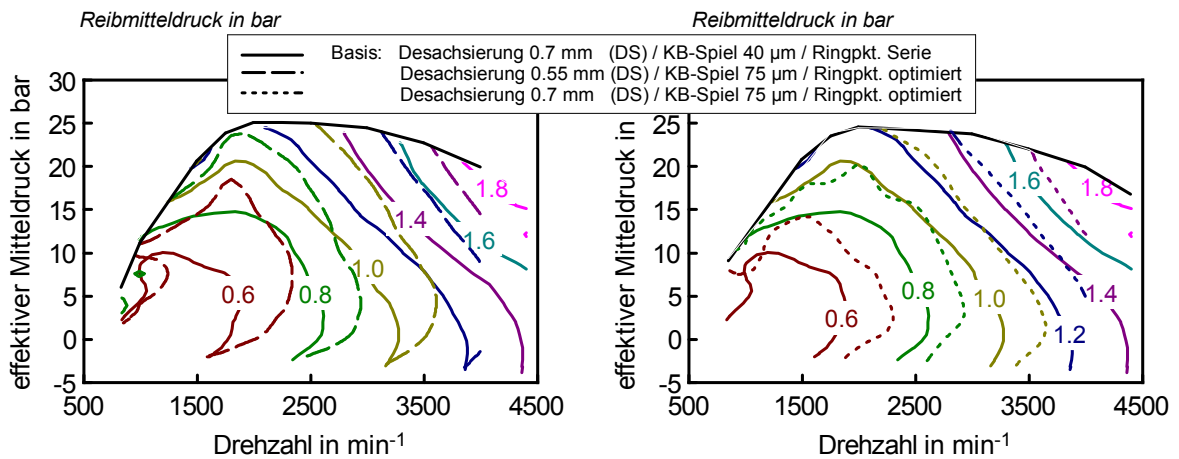 Reibmitteldruck in bar
Reibmitteldruck in bar
Basis: Desachsierung 0.7 mm (DS) / KB-Spiel 40 µm / Ringpkt. Serie
Desachsierung 0.55 mm (DS) / KB-Spiel 75 µm / Ringpkt. optimiert
Desachsierung 0.7 mm (DS) / KB-Spiel 75 µm / Ringpkt. optimiert
effektiver Mitteldruck in bar
30
25
20
15
10
5
0
-5
500 1500 2500 3500 4500
Drehzahl in min-1
1.8
1.4
1.6
1.0
0.6
0.8
effektiver Mitteldruck in bar
30
25
20
15
10
5
0
-5
500 1500 2500 3500 4500
Drehzahl in min-1
1.6
1.8
0.8
1.0
1.4
0.6
1.2